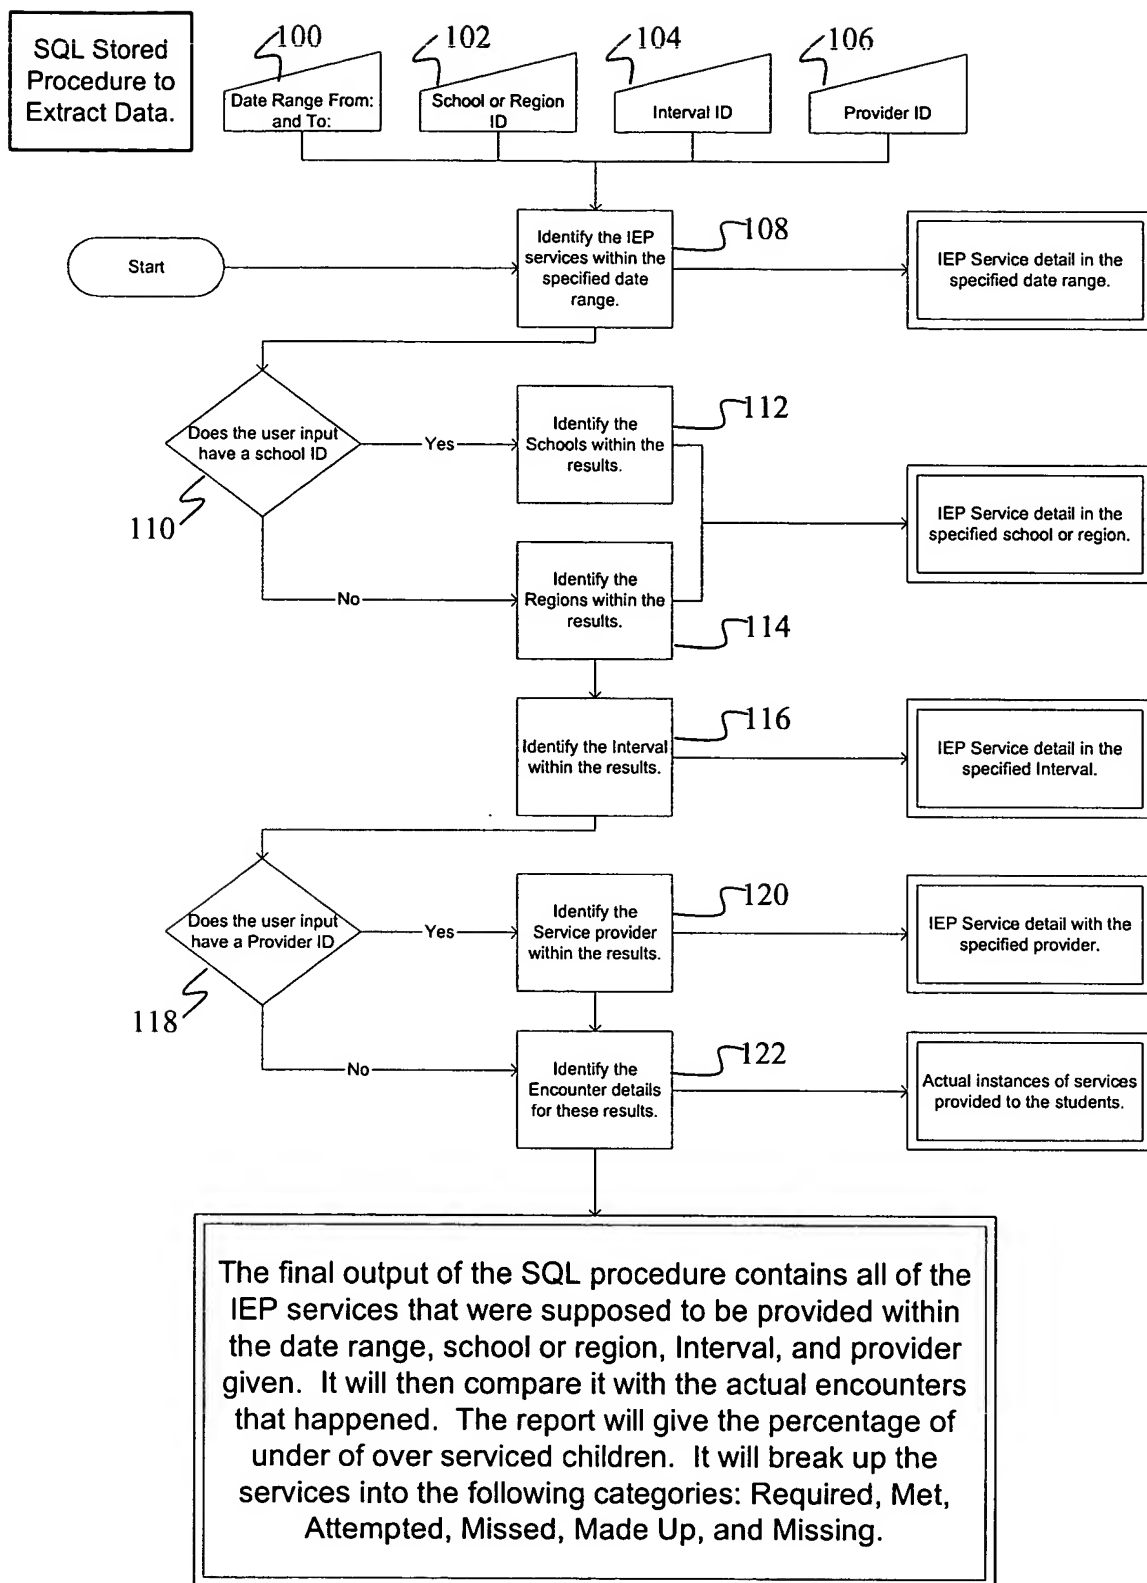 SQL Stored
Procedure to
Extract Data.
100
102
104
106
Date Range From:
and To:
School or Region
ID
Interval ID
Provider ID
Start
Identify the IEP
services within the
specified date
range.
108
IEP Service detail in the
specified date range.
Does the user input
have a school ID
110
Yes
Identify the
Schools within the
results.
112
IEP Service detail in the
specified school or region.
No
Identify the
Regions within the
results.
114
Identify the Interval
within the results.
116
IEP Service detail in the
specified Interval.
Does the user input
have a Provider ID
118
Yes
Identify the
Service provider
within the results.
120
IEP Service detail with the
specified provider.
No
Identify the
Encounter details
for these results.
122
Actual instances of services
provided to the students.
The final output of the SQL procedure contains all of the
IEP services that were supposed to be provided within
the date range, school or region, Interval, and provider
given. It will then compare it with the actual encounters
that happened. The report will give the percentage of
under of over serviced children. It will break up the
services into the following categories: Required, Met,
Attempted, Missed, Made Up, and Missing.